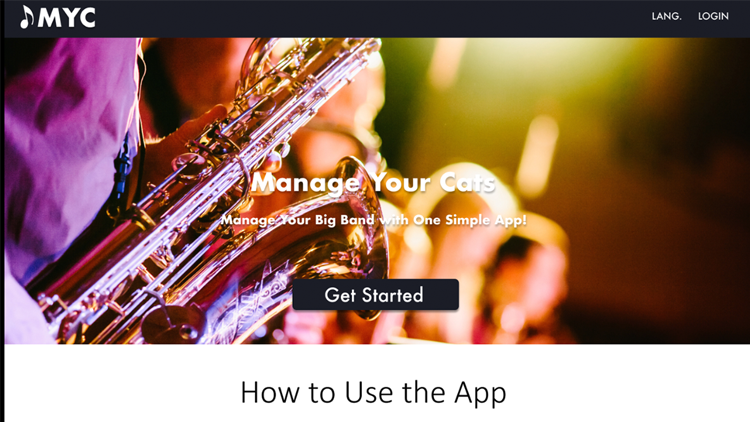 MYC
LANG. LOGIN
Manage Your Cats
Manage Your Big Band with One Simple App!
Get Started
How to Use the App